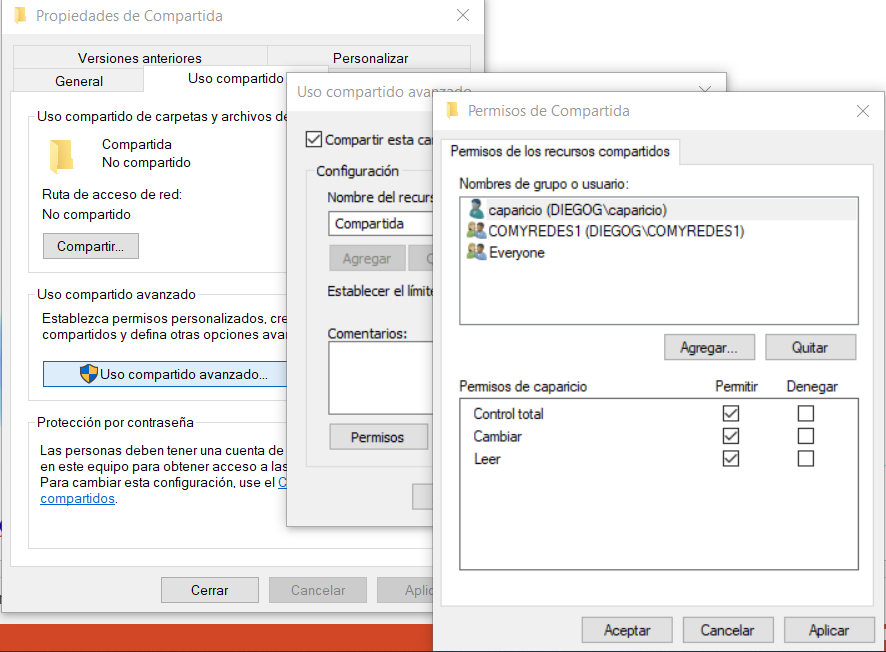 Propiedades de Compartida
Versiones anteriores
Personalizar
General
Uso compartido
Uso compartido de carpetas y archivos de
Compartida
No compartido
Ruta de acceso de red:
No compartido
Compartir...
Uso compartido avanzado
Establezca permisos personalizados, cre
compartidos y defina otras opciones avan
Uso compartido avanzado...
Protección por contraseña
Las personas deben tener una cuenta de
en este equipo para obtener acceso a las
Para cambiar esta configuración, use el C
compartidos.
Cerrar
Cancelar
Aplic
Uso compartido avanzado
Compartir esta car
Configuración
Nombre del recurs
Compartida
Agregar
Establecer el límite
Comentarios:
Permisos
Permisos de Compartida
Permisos de los recursos compartidos
Nombres de grupo o usuario:
caparicio (DIEGOG\caparicio)
COMYREDES1 (DIEGOG\COMYREDES1)
Everyone
Agregar...
Quitar
Permisos de caparicio
Permitir
Denegar
Control total
Cambiar
Leer
Aceptar
Cancelar
Aplicar